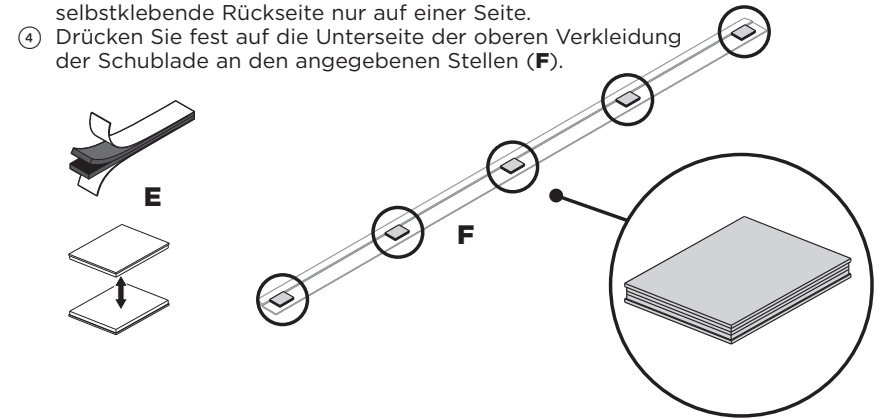 selbstklebende Rückseite nur auf einer Seite.
4 Drücken Sie fest auf die Unterseite der oberen Verkleidung
der Schublade an den angegebenen Stellen (F).
E
F